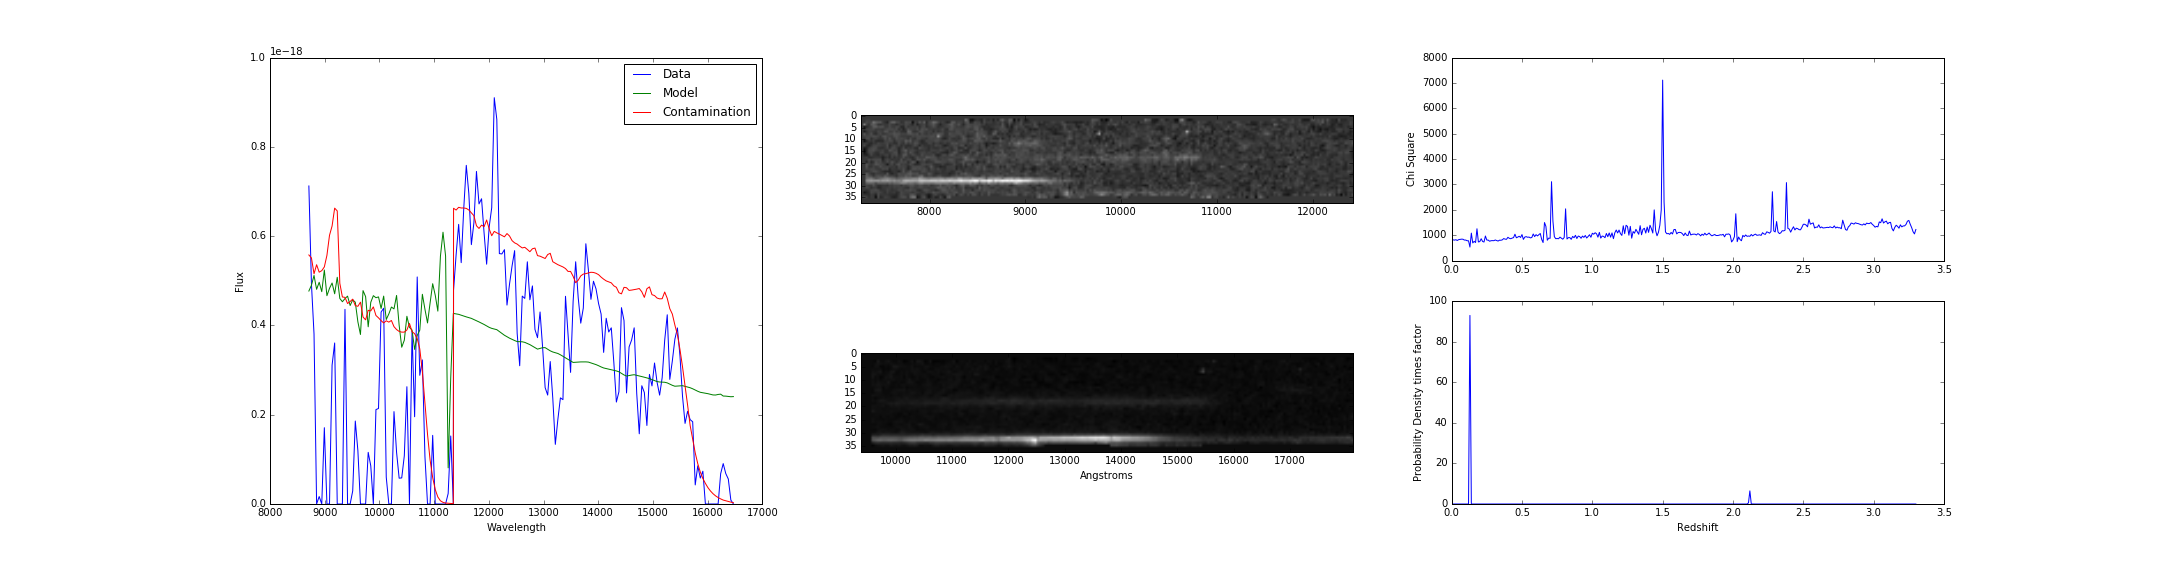 1e−18
1.0
0.8
0.6
0.4
0.2
0.0
Flux
8000 9000 10000 11000 12000 13000 14000 15000 16000 17000
Wavelength
Data
Model
Contamination
0
5
10
15
20
25
30
35
8000 9000 10000 11000 12000
0
5
10
15
20
25
30
35
10000 11000 12000 13000 14000 15000 16000 17000
Angstroms
8000
7000
6000
5000
4000
3000
2000
1000
0
Chi Square
0.0 0.5 1.0 1.5 2.0 2.5 3.0 3.5
100
80
60
40
20
0
Probability Density times factor
0.0 0.5 1.0 1.5 2.0 2.5 3.0 3.5
Redshift